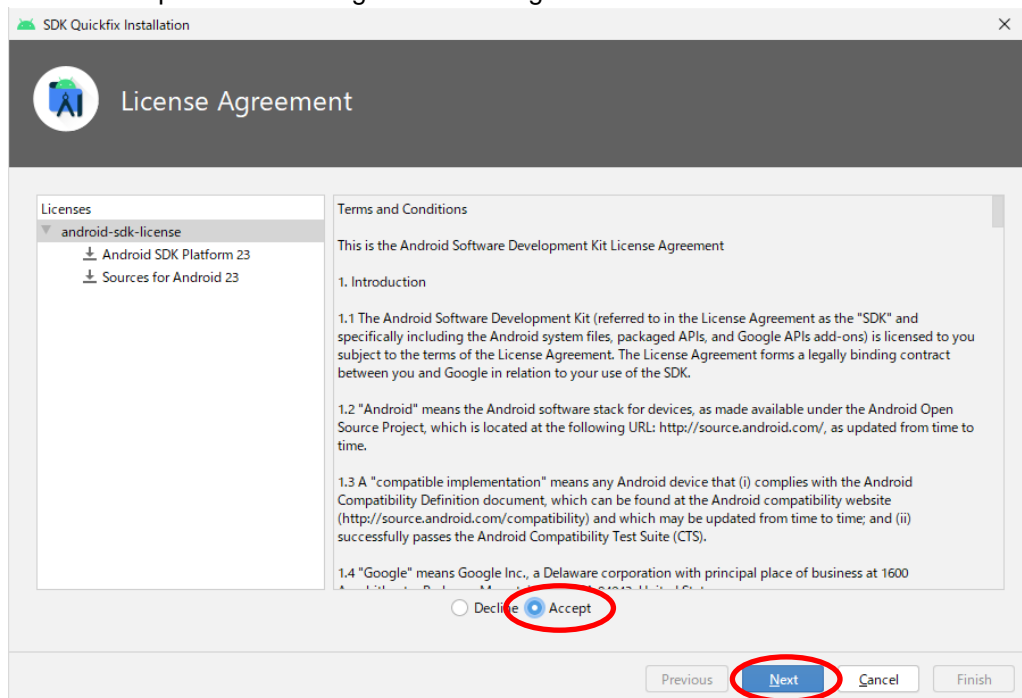 SDK Quickfix Installation
License Agreement
Licenses
android-sdk-license
Android SDK Platform 23
Sources for Android 23
Terms and Conditions
This is the Android Software Development Kit License Agreement
1. Introduction
1.1 The Android Software Development Kit (referred to in the License Agreement as the "SDK" and
specifically including the Android system files, packaged APIs, and Google APIs add-ons) is licensed to you
subject to the terms of the License Agreement. The License Agreement forms a legally binding contract
between you and Google in relation to your use of the SDK.
1.2 "Android" means the Android software stack for devices, as made available under the Android Open
Source Project, which is located at the following URL: http://source.android.com/, as updated from time to
time.
1.3 A "compatible implementation" means any Android device that (i) complies with the Android
Compatibility Definition document, which can be found at the Android compatibility website
(http://source.android.com/compatibility) and which may be updated from time to time; and (ii)
successfully passes the Android Compatibility Test Suite (CTS).
1.4 "Google" means Google Inc., a Delaware corporation with principal place of business at 1600
Decline Accept
Previous Next Cancel Finish